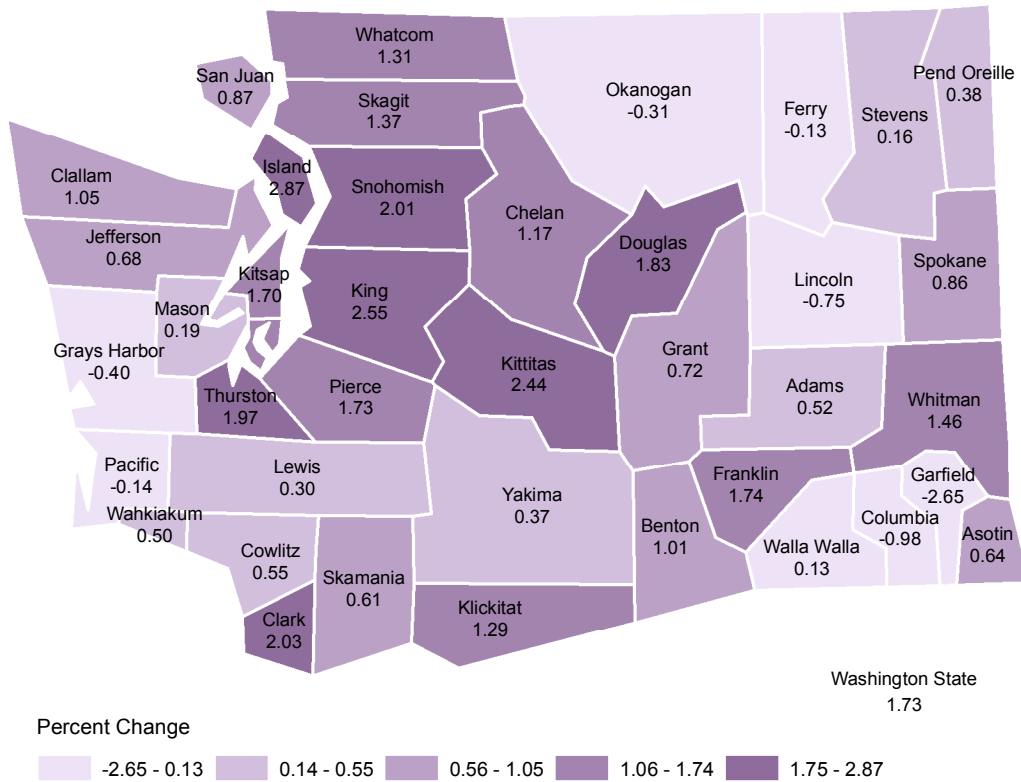 Whatcom
1.31
San Juan
0.87
Skagit
1.37
Okanogan
-0.31
Ferry
-0.13
Stevens
0.16
Pend Oreille
0.38
Clallam
1.05
Island
2.87
Snohomish
2.01
Chelan
1.17
Douglas
1.83
Jefferson
0.68
Kitsap
1.70
King
2.55
Lincoln
-0.75
Spokane
0.86
Mason
0.19
Grays Harbor
-0.40
Thurston
1.97
Pierce
1.73
Kittitas
2.44
Grant
0.72
Adams
0.52
Whitman
1.46
Pacific
-0.14
Lewis
0.30
Yakima
0.37
Franklin
1.74
Garfield
-2.65
Wahkiakum
0.50
Cowlitz
0.55
Skamania
0.61
Benton
1.01
Walla Walla
0.13
Columbia
-0.98
Asotin
0.64
Clark
2.03
Klickitat
1.29
Washington State
1.73
Percent Change
-2.65 - 0.13
0.14 - 0.55
0.56 - 1.05
1.06 - 1.74
1.75 - 2.87